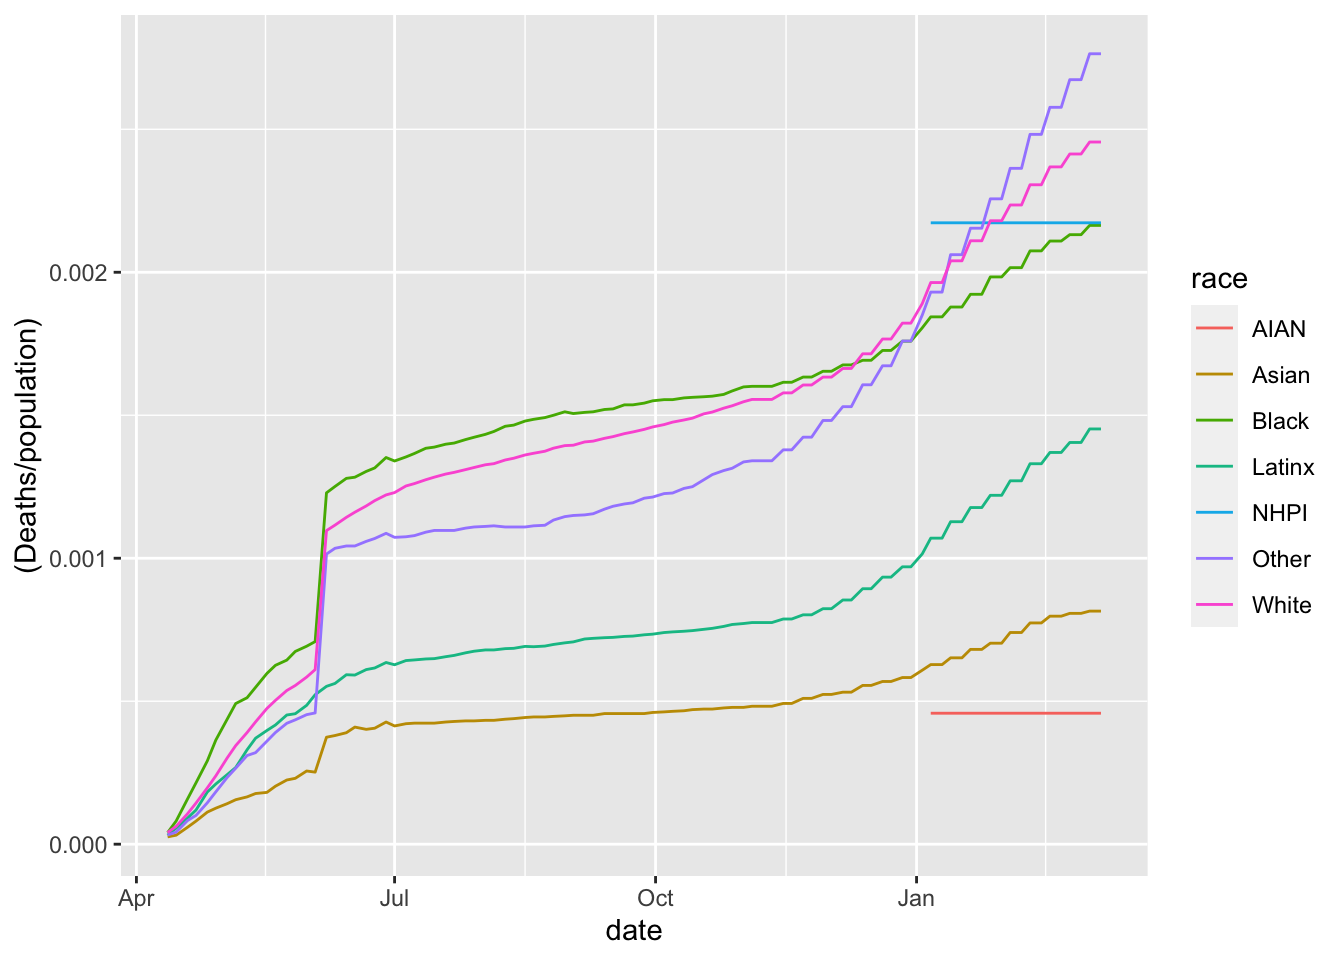 (Deaths/population)
0.002
0.001
0.000
Apr
Jul
Oct
Jan
date
race
AIAN
Asian
Black
Latinx
NHPI
Other
White